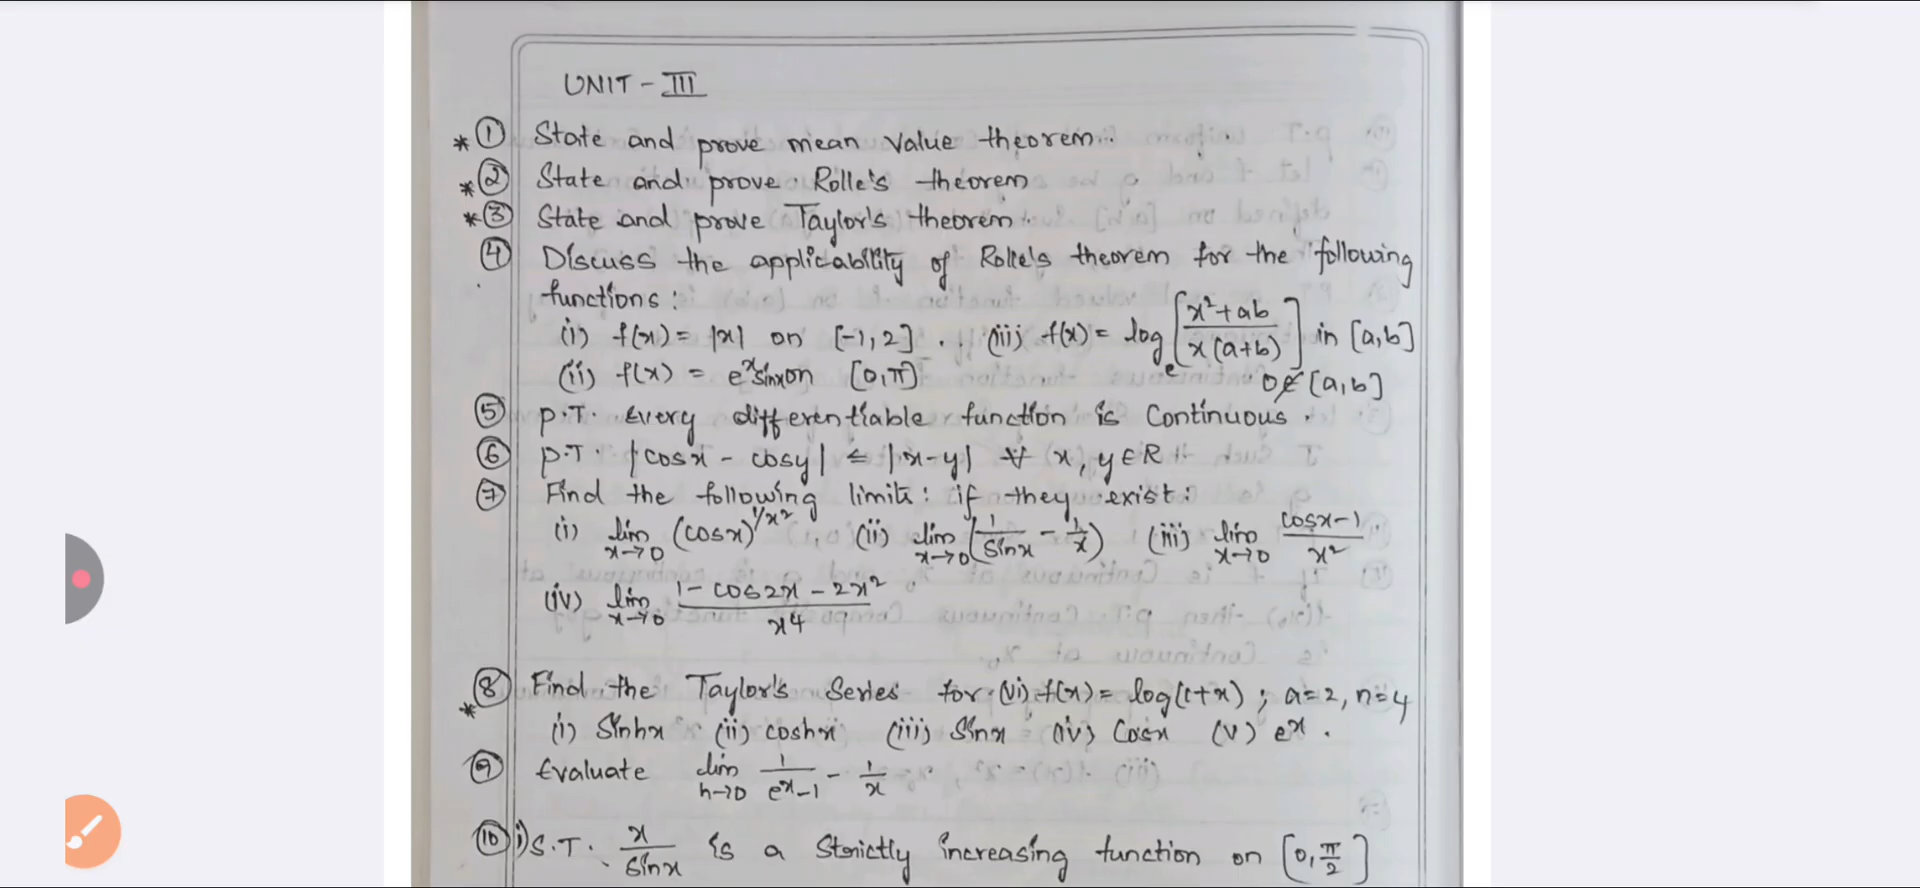 UNIT - III
* ① State and prove mean value theorem...
* ② State and prove Rolle's theorem
* ③ State and prove Taylor's theorem.
④ Discuss the applicability of Rolle's theorem for the following
functions:
(i) f(x) = |x| on [-1, 2] .. (iii) f(x) = log_e [ (x²+ab) / (x(a+b)) ] in [a,b]
(ii) f(x) = e^x sinx on [0, π] 0 ∉ [a,b]
⑤ P.T. Every differentiable function is Continuous.
⑥ P.T. |cosx - cosy| ≤ |x-y| ∀ x, y ∈ R
⑦ Find the following limits: if they exist:
(i) lim x→0 (cosx)^1/x² (ii) lim x→0 (1/sinx - 1/x) (iii) lim x→0 (cosx-1)/x²
(iv) lim x→0 (1 - cos2x - 2x²)/x4
* ⑧ Find the Taylor's Series for (vi) f(x) = log(1+x) ; a=2, n=4
(i) Sinhx (ii) coshx (iii) Sinx (iv) Cosx (v) e^x.
⑨ Evaluate lim h→0 1/(e^x-1) - 1/x
⑩ i) S.T. x/sinx is a Strictly increasing function on [0, π/2]